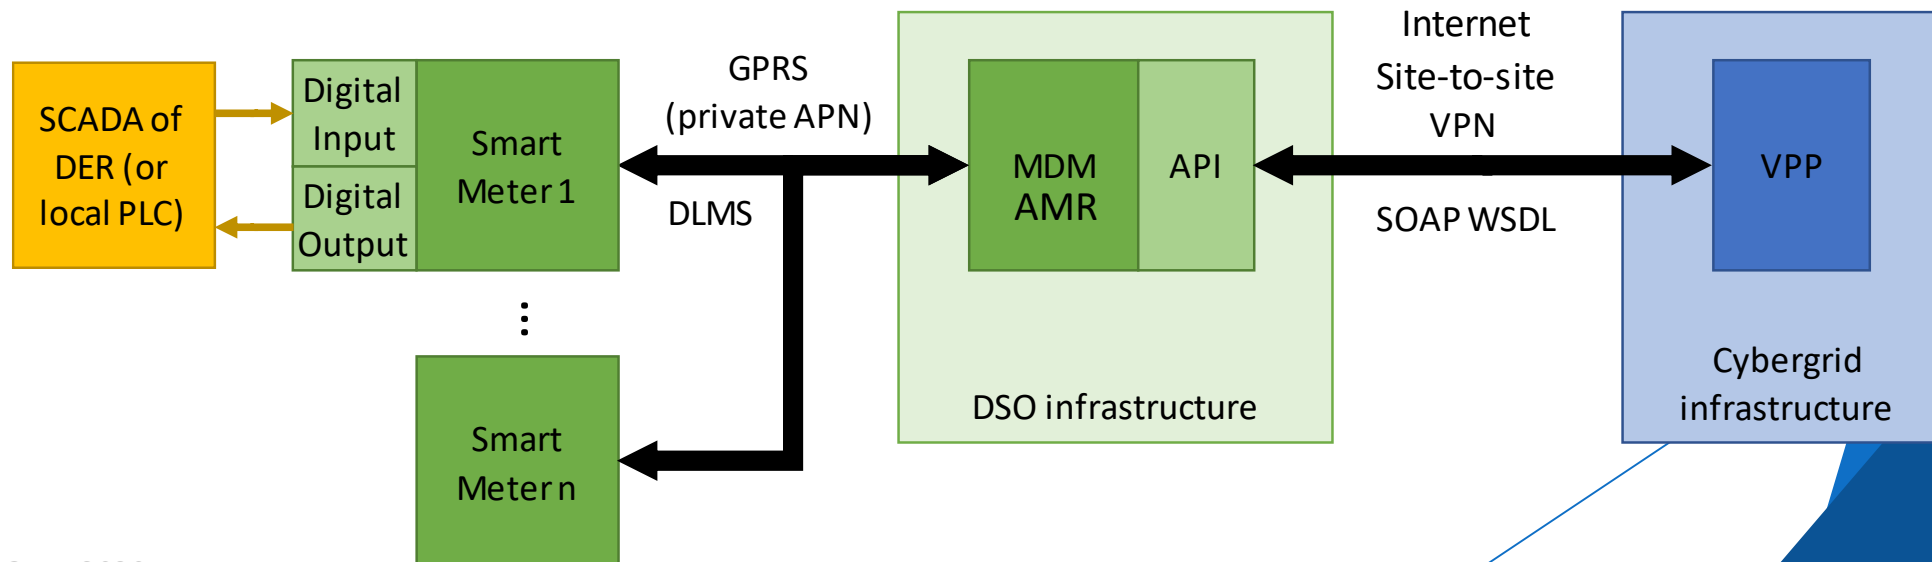 SCADA of
DER (or
local PLC)
Digital
Input
Digital
Output
Smart
Meter 1
GPRS
(private APN)
DLMS
...
Smart
Meter n
MDM
AMR
API
DSO infrastructure
Internet
Site-to-site
VPN
SOAP WSDL
VPP
Cybergrid
infrastructure